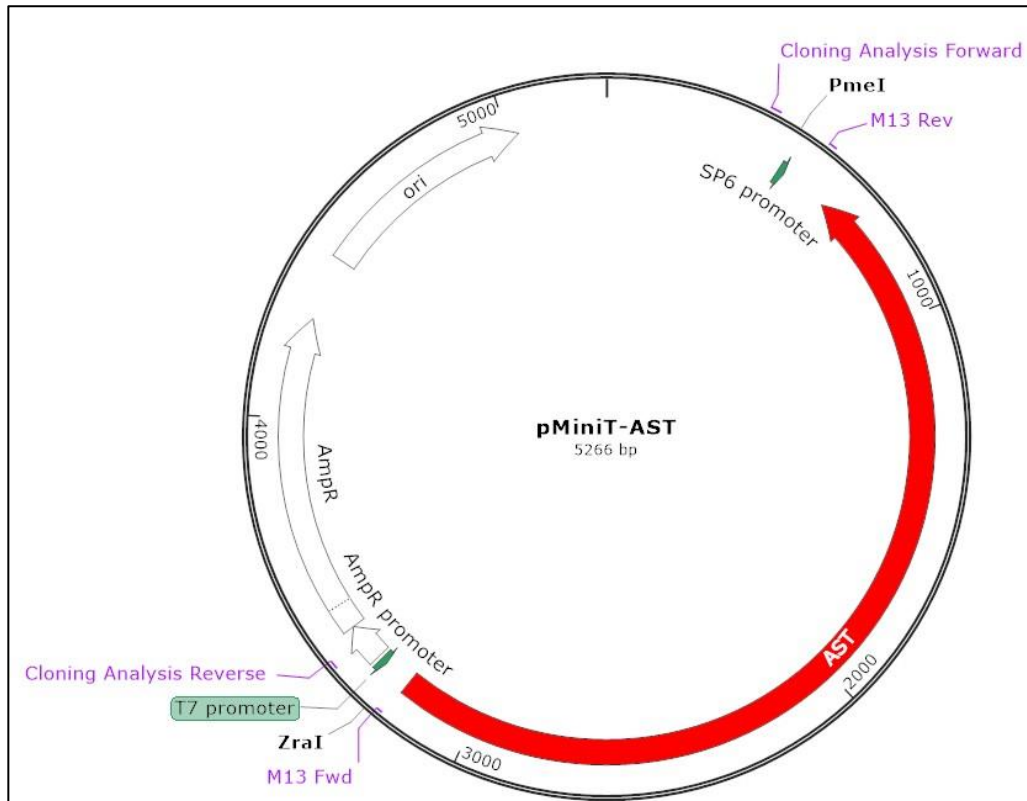 Cloning Analysis Forward
PmeI
M13 Rev
5000
ori
SP6 promoter
1000
4000
pMiniT-AST
5266 bp
AmpR
AmpR promoter
AST
2000
Cloning Analysis Reverse
T7 promoter
ZraI
3000
M13 Fwd